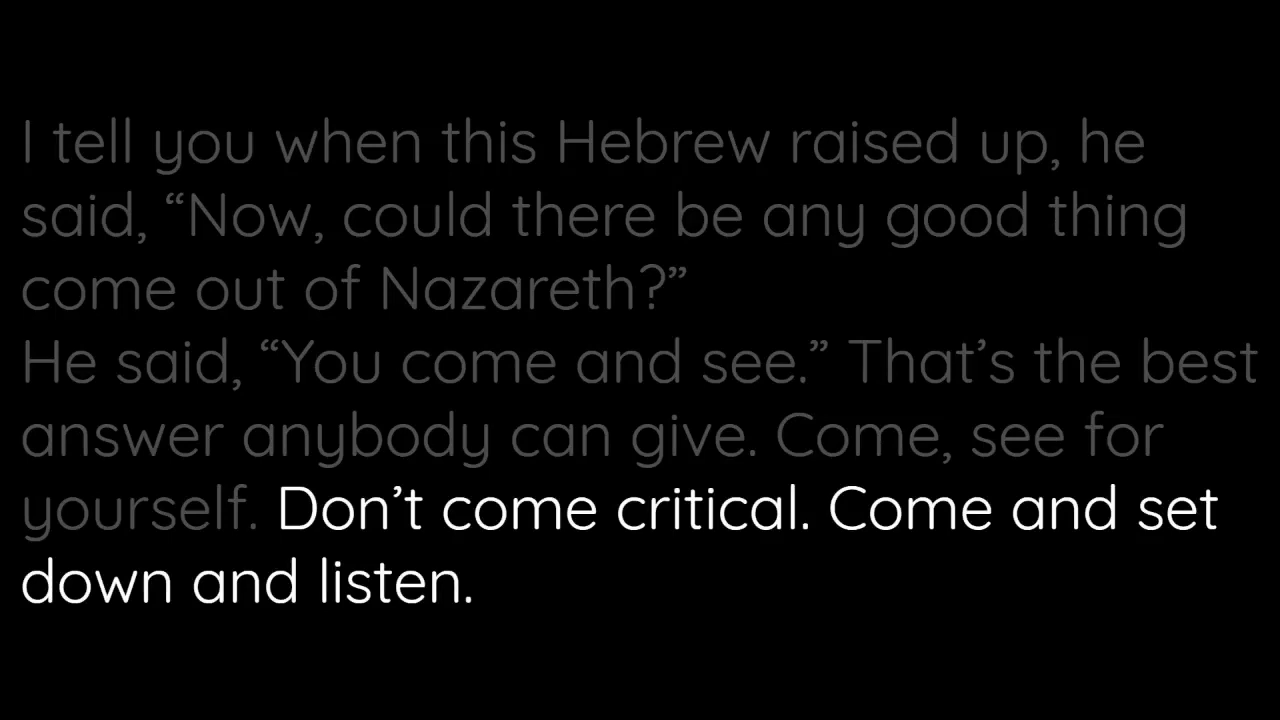 I tell you when this Hebrew raised up, he
said, “Now, could there be any good thing
come out of Nazareth?”
He said, “You come and see.” That’s the best
answer anybody can give. Come, see for
yourself. Don’t come critical. Come and set
down and listen.